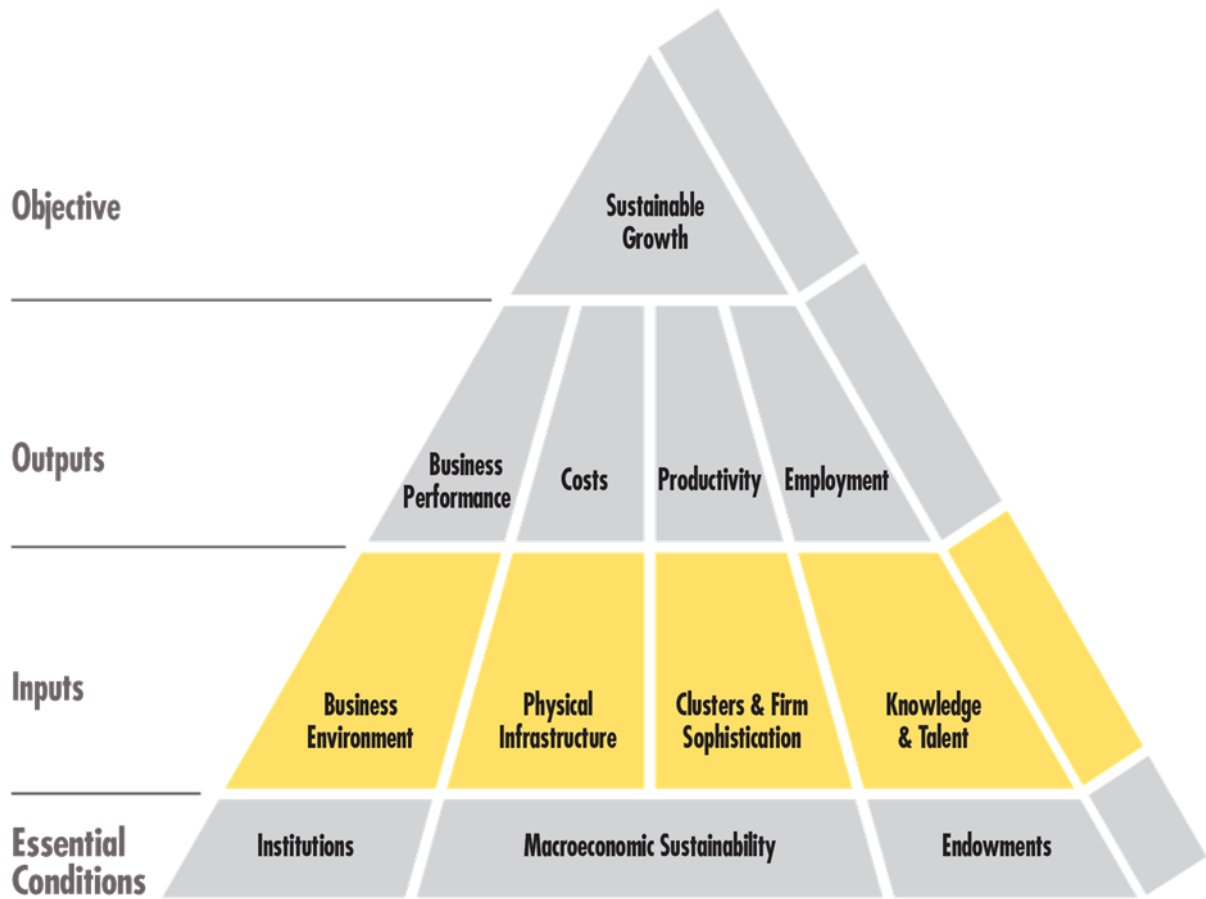 Objective
Sustainable
Growth
Outputs
Business
Performance
Costs
Productivity
Employment
Inputs
Business
Environment
Physical
Infrastructure
Clusters & Firm
Sophistication
Knowledge
& Talent
Essential
Conditions
Institutions
Macroeconomic Sustainability
Endowments